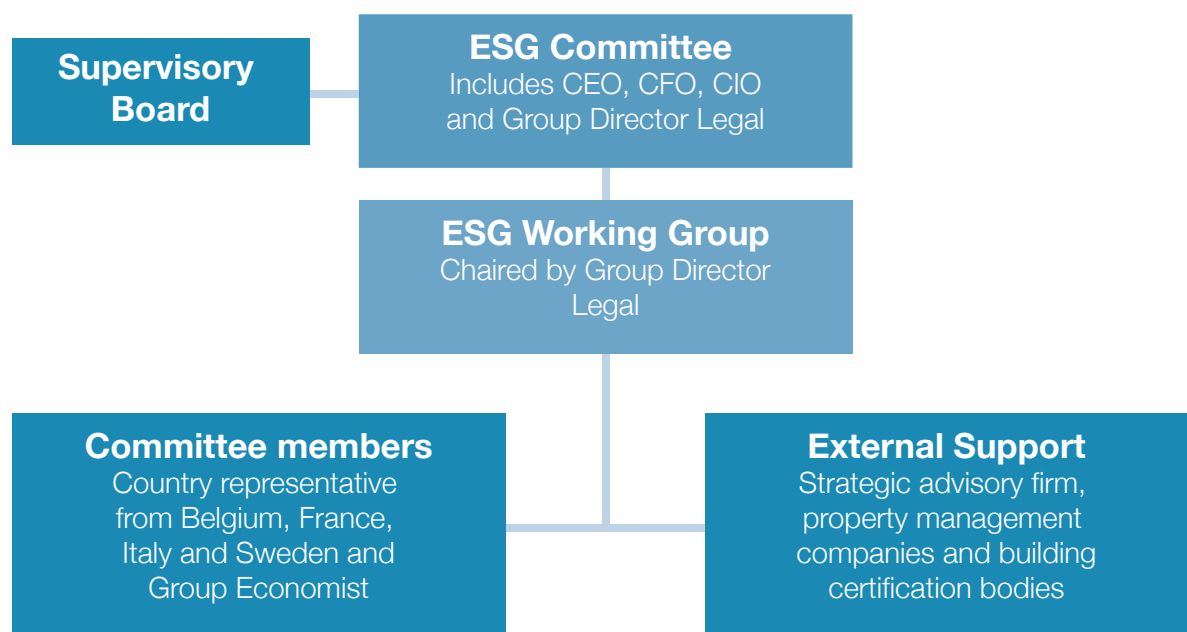 Supervisory
Board
ESG Committee
Includes CEO, CFO, CIO
and Group Director Legal
ESG Working Group
Chaired by Group Director
Legal
Committee members
Country representative
from Belgium, France,
Italy and Sweden and
Group Economist
External Support
Strategic advisory firm,
property management
companies and building
certification bodies